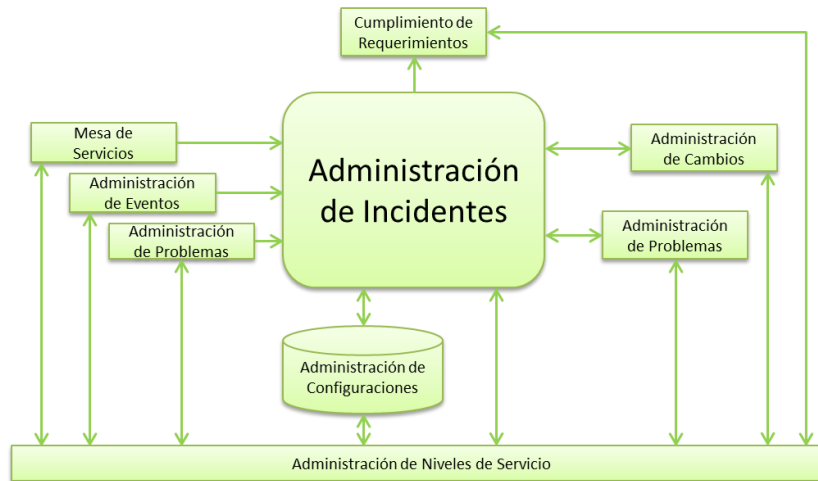 Cumplimiento de
Requerimientos
Mesa de
Servicios
Administración
de Eventos
Administración
de Problemas
Administración
de Incidentes
Administración
de Cambios
Administración
de Problemas
Administración de
Configuraciones
Administración de Niveles de Servicio